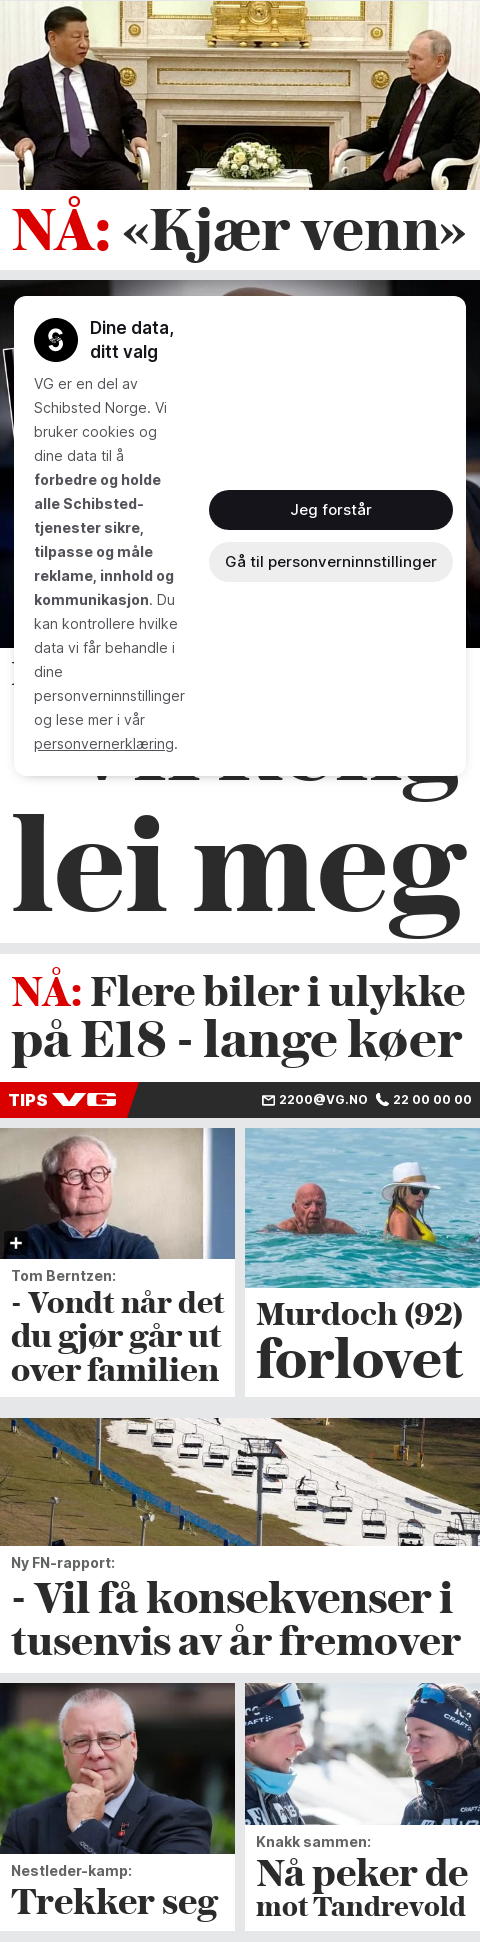 NÅ: «Kjær venn»
Dine data,
ditt valg
VG er en del av
Schibsted Norge. Vi
bruker cookies og
dine data til å
forbedre og holde
alle Schibsted-
tjenester sikre,
tilpasse og måle
reklame, innhold og
kommunikasjon. Du
kan kontrollere hvilke
data vi får behandle i
dine
personverninnstillinger
og lese mer i vår
personvernerklæring.
Jeg forstår
Gå til personverninnstillinger
lei meg
NÅ: Flere biler i ulykke
på E18 - lange køer
TIPS VG 2200@VG.NO 22 00 00 00
Tom Berntzen:
- Vondt når det
du gjør går ut
over familien
Murdoch (92)
forlovet
Ny FN-rapport:
- Vil få konsekvenser i
tusenvis av år fremover
Nestleder-kamp:
Trekker seg
CRAFT
CRAFT
Knakk sammen:
Nå peker de
mot Tandrevold